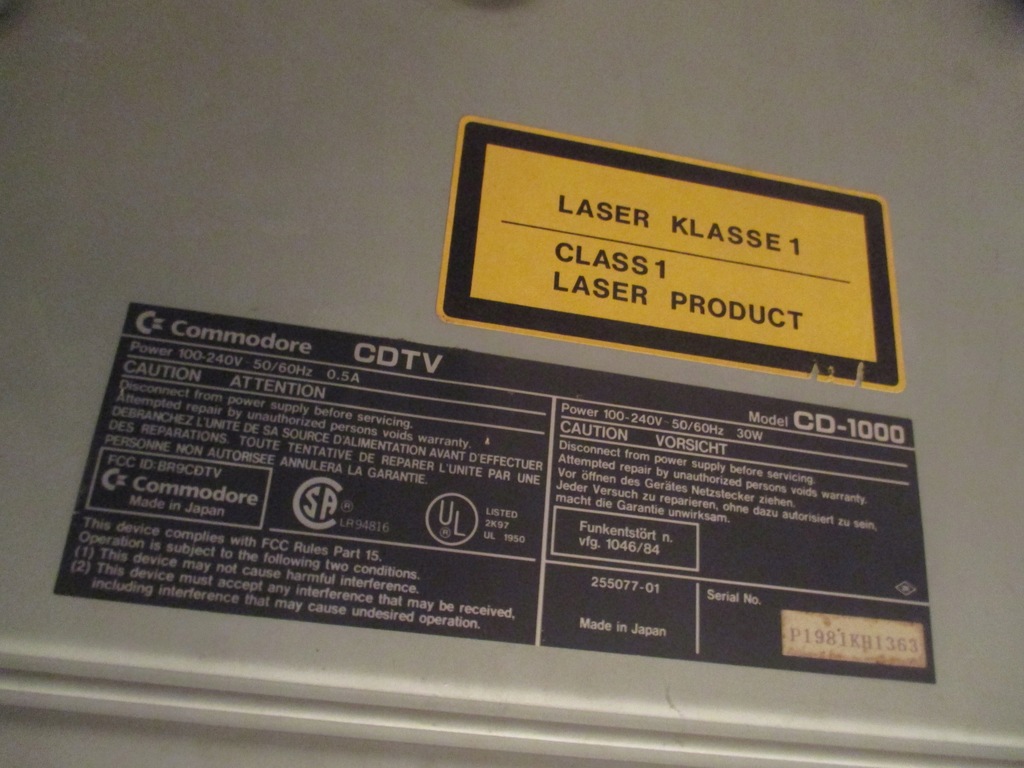 LASER KLASSE 1
CLASS 1
LASER PRODUCT
Commodore CDTV
Power 100-240V~50/60Hz 0.5A
CAUTION ATTENTION
Disconnect from power supply before servicing.
Attempted repair by unauthorized persons voids warranty.
DEBRANCHEZ L'UNITÉ DE SA SOURCE D'ALIMENTATION AVANT D'EFFECTUER
DES REPARATIONS. TOUTE TENTATIVE DE REPARER L'UNITE PAR UNE
PERSONNE NON AUTORISEE ANNULERA LA GARANTIE.
FCC ID:BR9CDTV
Commodore
Made in Japan
SA ®
LR94816
UL ®
LISTED
2K97
UL 1950
This device complies with FCC Rules Part 15.
Operation is subject to the following two conditions.
(1) This device may not cause harmful interference.
(2) This device must accept any interference that may be received,
including interference that may cause undesired operation.
Model CD-1000
Power 100-240V~50/60Hz 30W
CAUTION VORSICHT
Disconnect from power supply before servicing.
Attempted repair by unauthorized persons voids warranty.
Vor öffnen des Gerätes Netzstecker ziehen.
Jeder Versuch zu reparieren, ohne dazu autorisiert zu sein,
macht die Garantie unwirksam.
Funkentstört n.
vfg. 1046/84
255077-01
Made in Japan
Serial No.
P1981KH1363